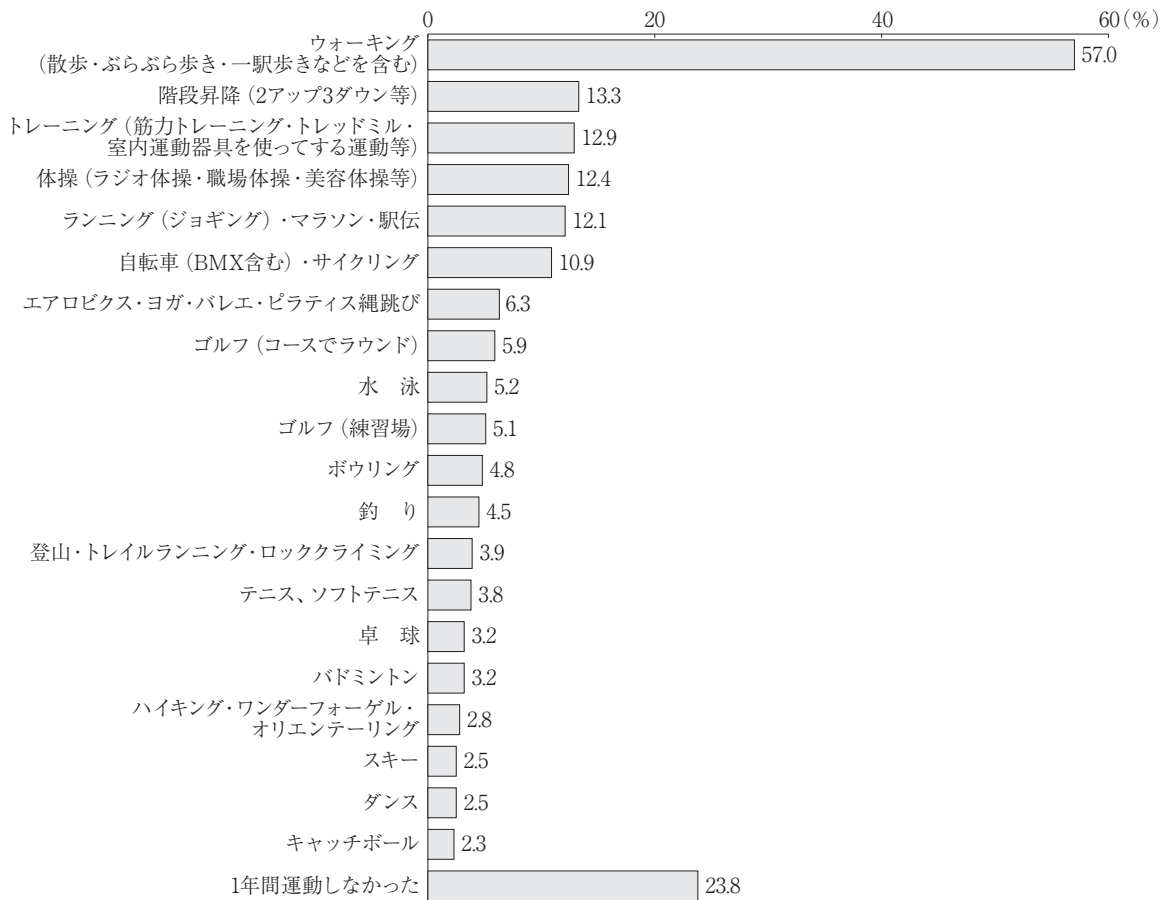 0 20 40 60(%)
ウォーキング
(散歩・ぶらぶら歩き・一駅歩きなどを含む) 57.0
階段昇降(2アップ3ダウン等) 13.3
トレーニング(筋力トレーニング・トレッドミル・
室内運動器具を使ってする運動等) 12.9
体操(ラジオ体操・職場体操・美容体操等) 12.4
ランニング(ジョギング)・マラソン・駅伝 12.1
自転車(BMX含む)・サイクリング 10.9
エアロビクス・ヨガ・バレエ・ピラティス縄跳び 6.3
ゴルフ(コースでラウンド) 5.9
水 泳 5.2
ゴルフ(練習場) 5.1
ボウリング 4.8
釣 り 4.5
登山・トレイルランニング・ロッククライミング 3.9
テニス、ソフトテニス 3.8
卓 球 3.2
バドミントン 3.2
ハイキング・ワンダーフォーゲル・
オリエンテーリング 2.8
スキー 2.5
ダンス 2.5
キャッチボール 2.3
1年間運動しなかった 23.8